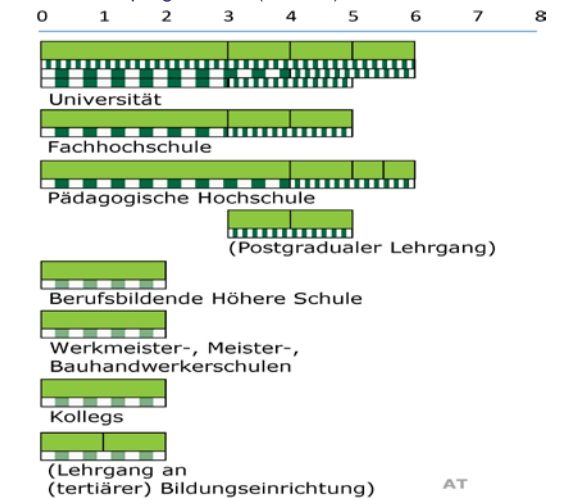 0 1 2 3 4 5 6 7 8
Universität
Fachhochschule
Pädagogische Hochschule
(Postgradualer Lehrgang)
Berufsbildende Höhere Schule
Werkmeister-, Meister-,
Bauhandwerkerschulen
Kollegs
(Lehrgang an
(tertiärer) Bildungseinrichtung)
AT